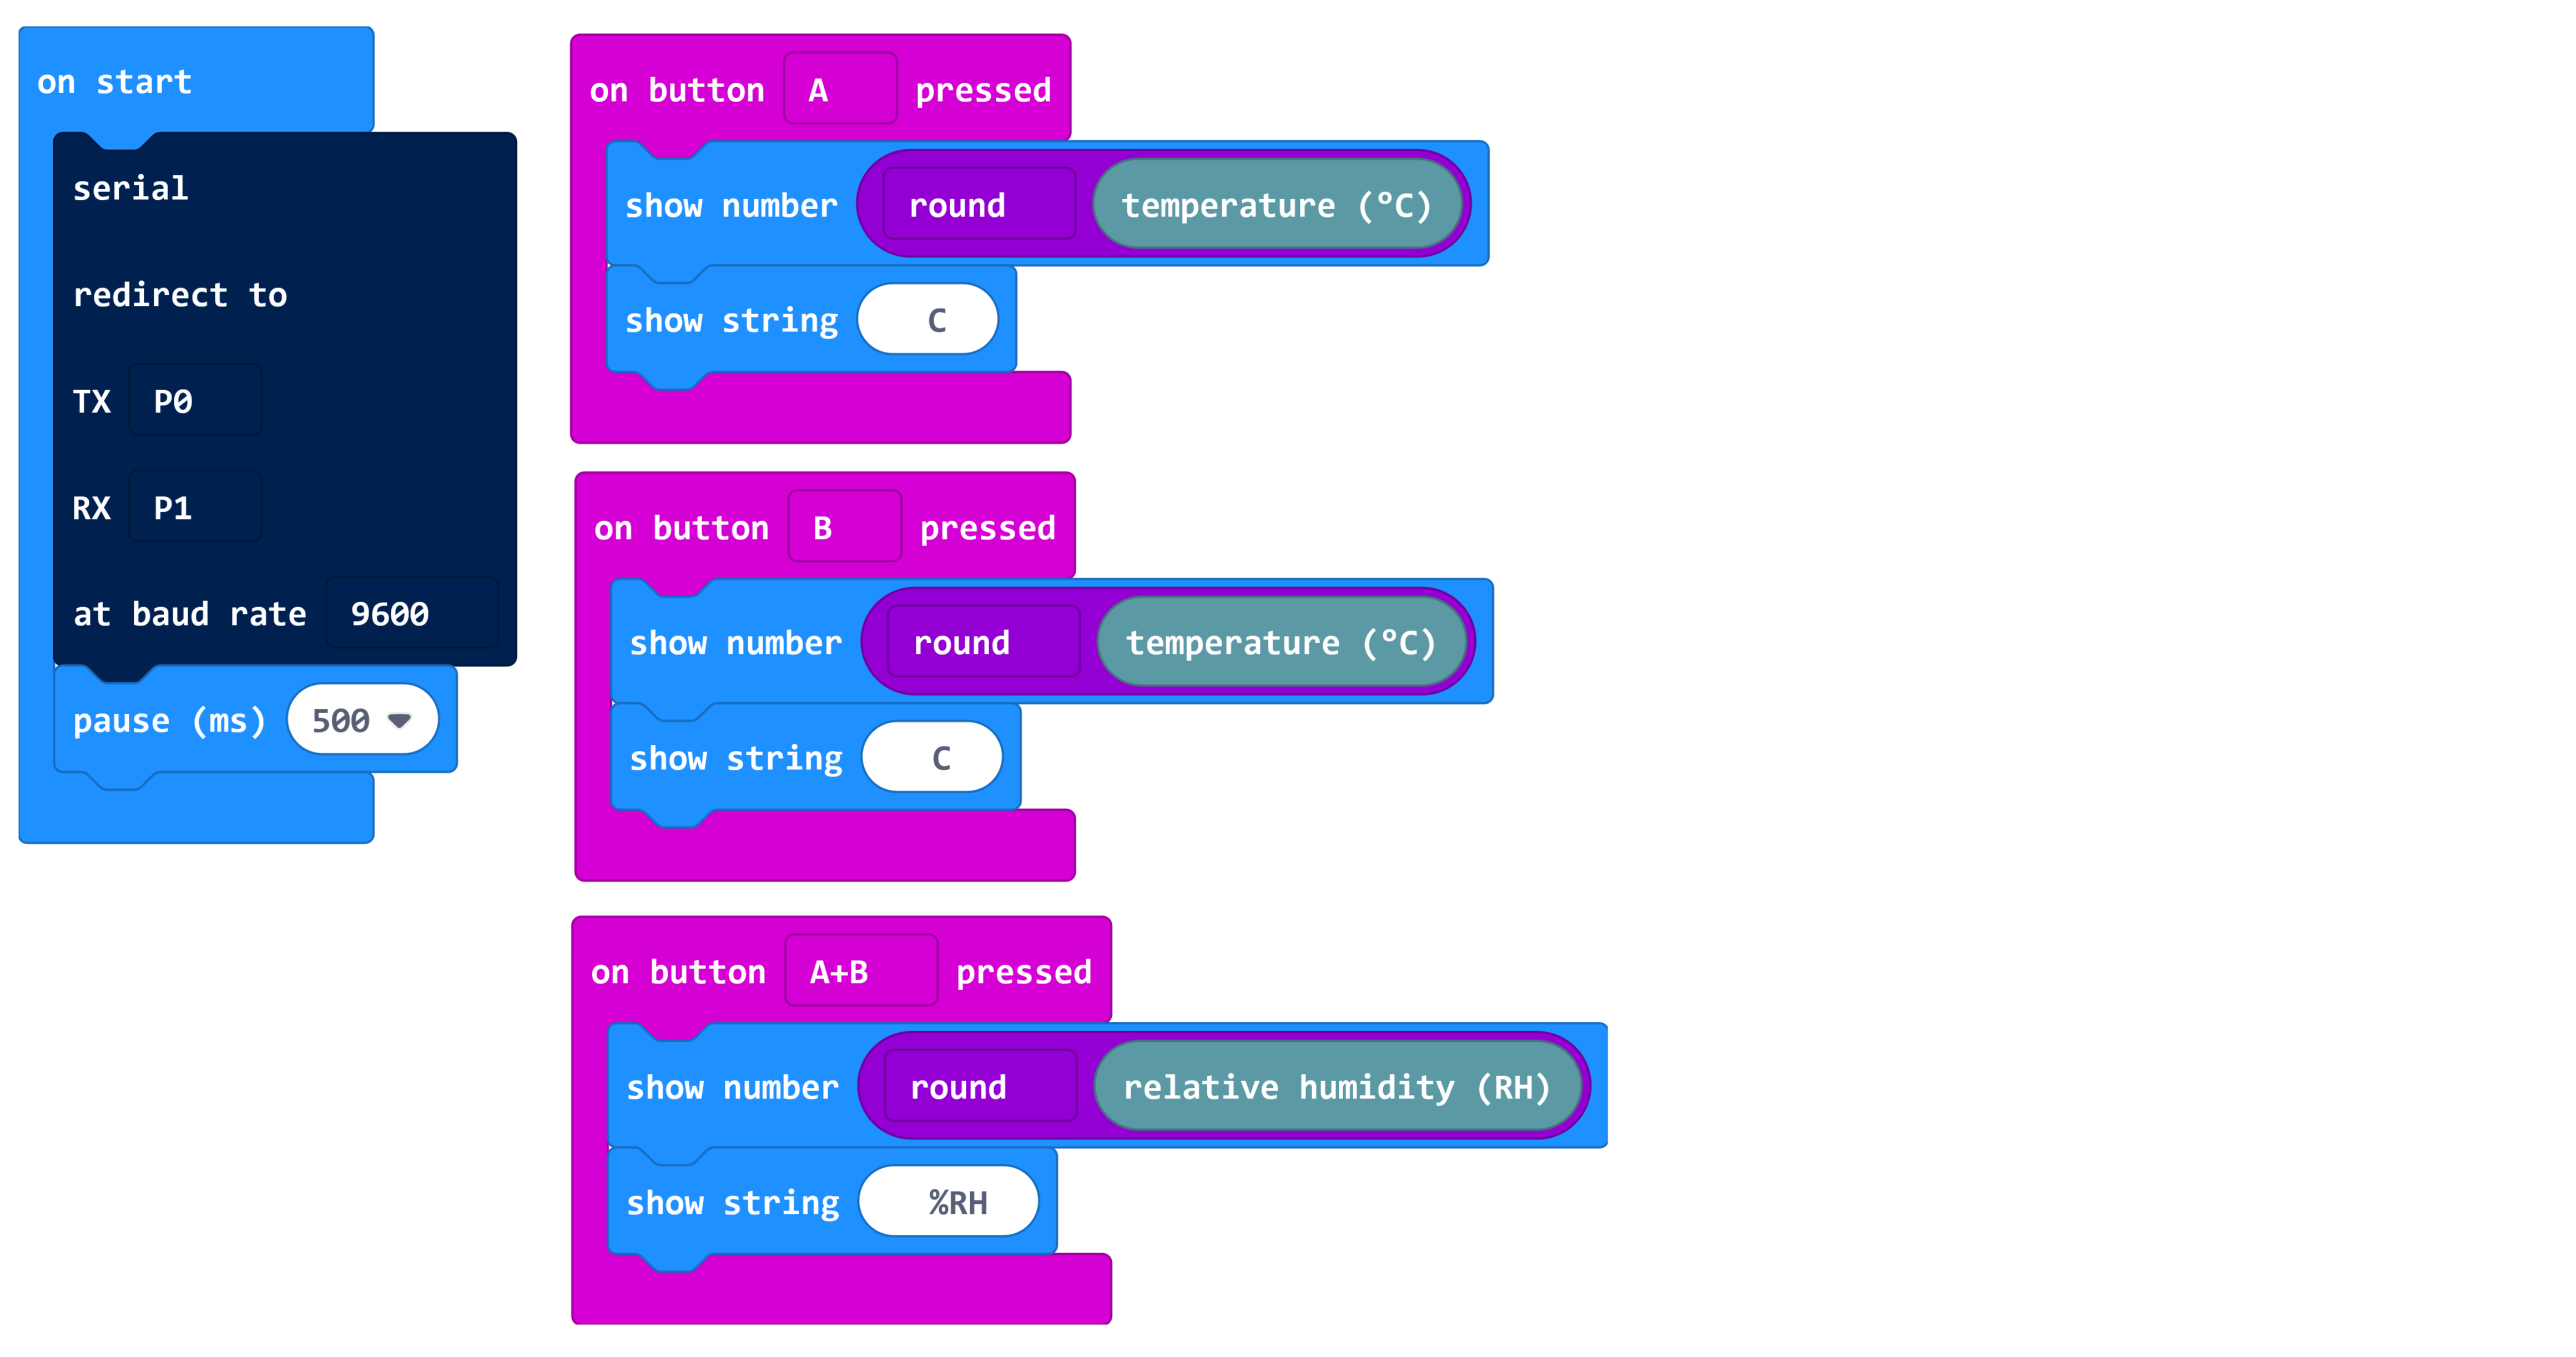 on start
serial
redirect to
TX P0
RX P1
at baud rate 9600
pause (ms) 500
on button A pressed
show number round temperature (°C)
show string C
on button B pressed
show number round temperature (°C)
show string C
on button A+B pressed
show number round relative humidity (RH)
show string %RH